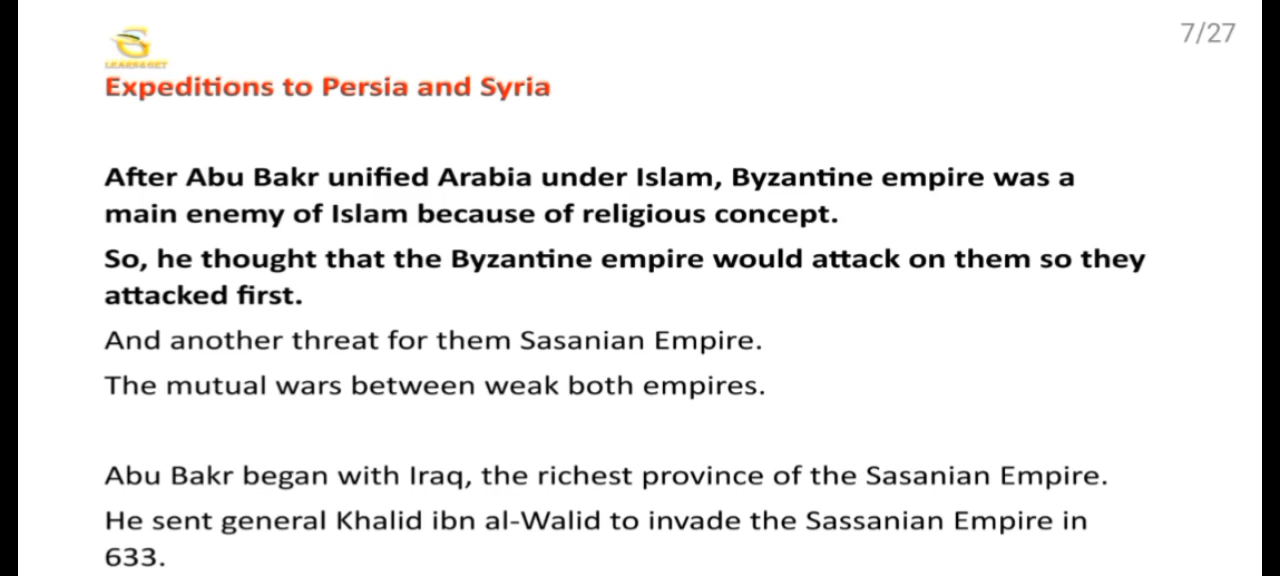 7/27
LEARN&GET
Expeditions to Persia and Syria
After Abu Bakr unified Arabia under Islam, Byzantine empire was a
main enemy of Islam because of religious concept.
So, he thought that the Byzantine empire would attack on them so they
attacked first.
And another threat for them Sasanian Empire.
The mutual wars between weak both empires.
Abu Bakr began with Iraq, the richest province of the Sasanian Empire.
He sent general Khalid ibn al-Walid to invade the Sassanian Empire in
633.